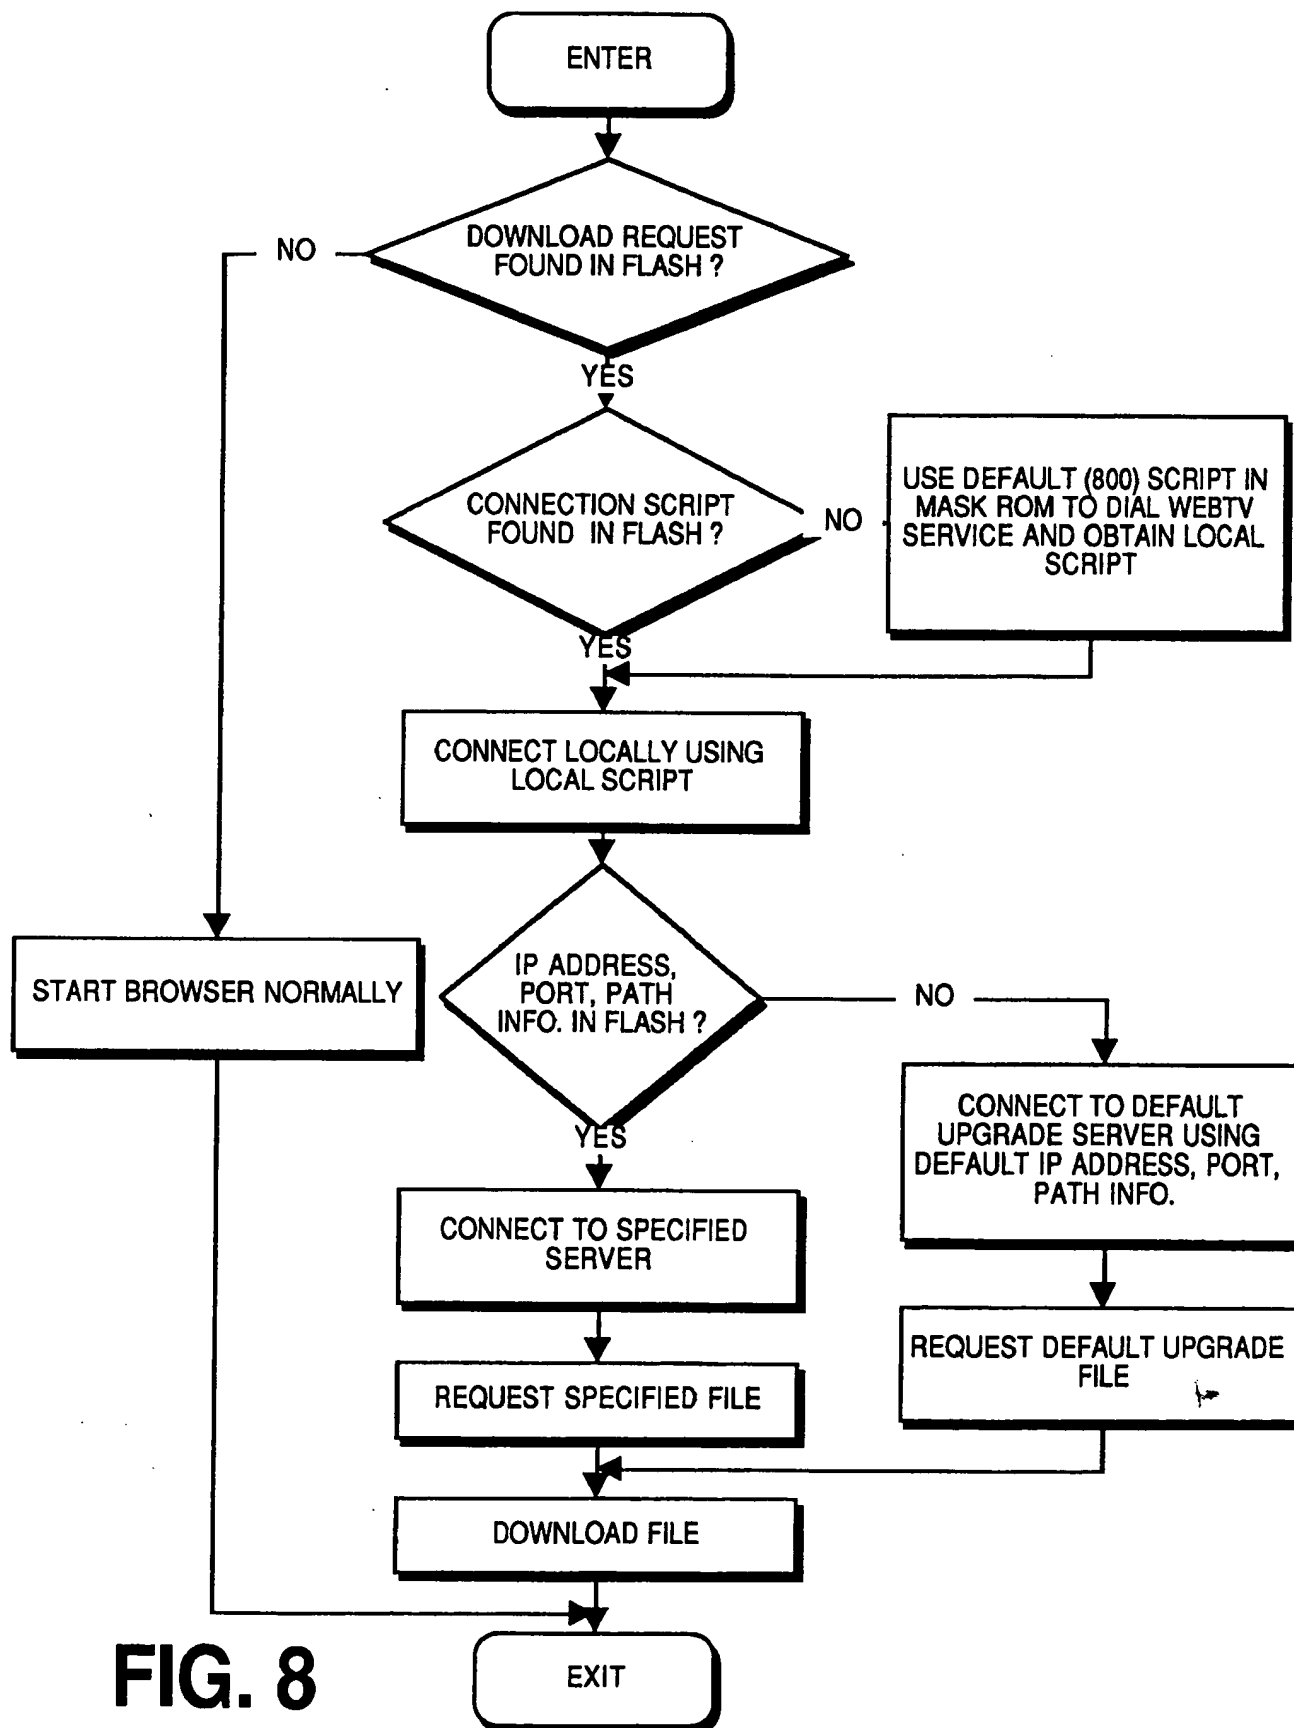 ENTER
DOWNLOAD REQUEST
FOUND IN FLASH ?
NO
YES
CONNECTION SCRIPT
FOUND IN FLASH ?
NO
USE DEFAULT (800) SCRIPT IN
MASK ROM TO DIAL WEBTV
SERVICE AND OBTAIN LOCAL
SCRIPT
YES
CONNECT LOCALLY USING
LOCAL SCRIPT
START BROWSER NORMALLY
IP ADDRESS,
PORT, PATH
INFO. IN FLASH ?
NO
YES
CONNECT TO DEFAULT
UPGRADE SERVER USING
DEFAULT IP ADDRESS, PORT,
PATH INFO.
CONNECT TO SPECIFIED
SERVER
REQUEST DEFAULT UPGRADE
FILE
REQUEST SPECIFIED FILE
DOWNLOAD FILE
EXIT
FIG. 8